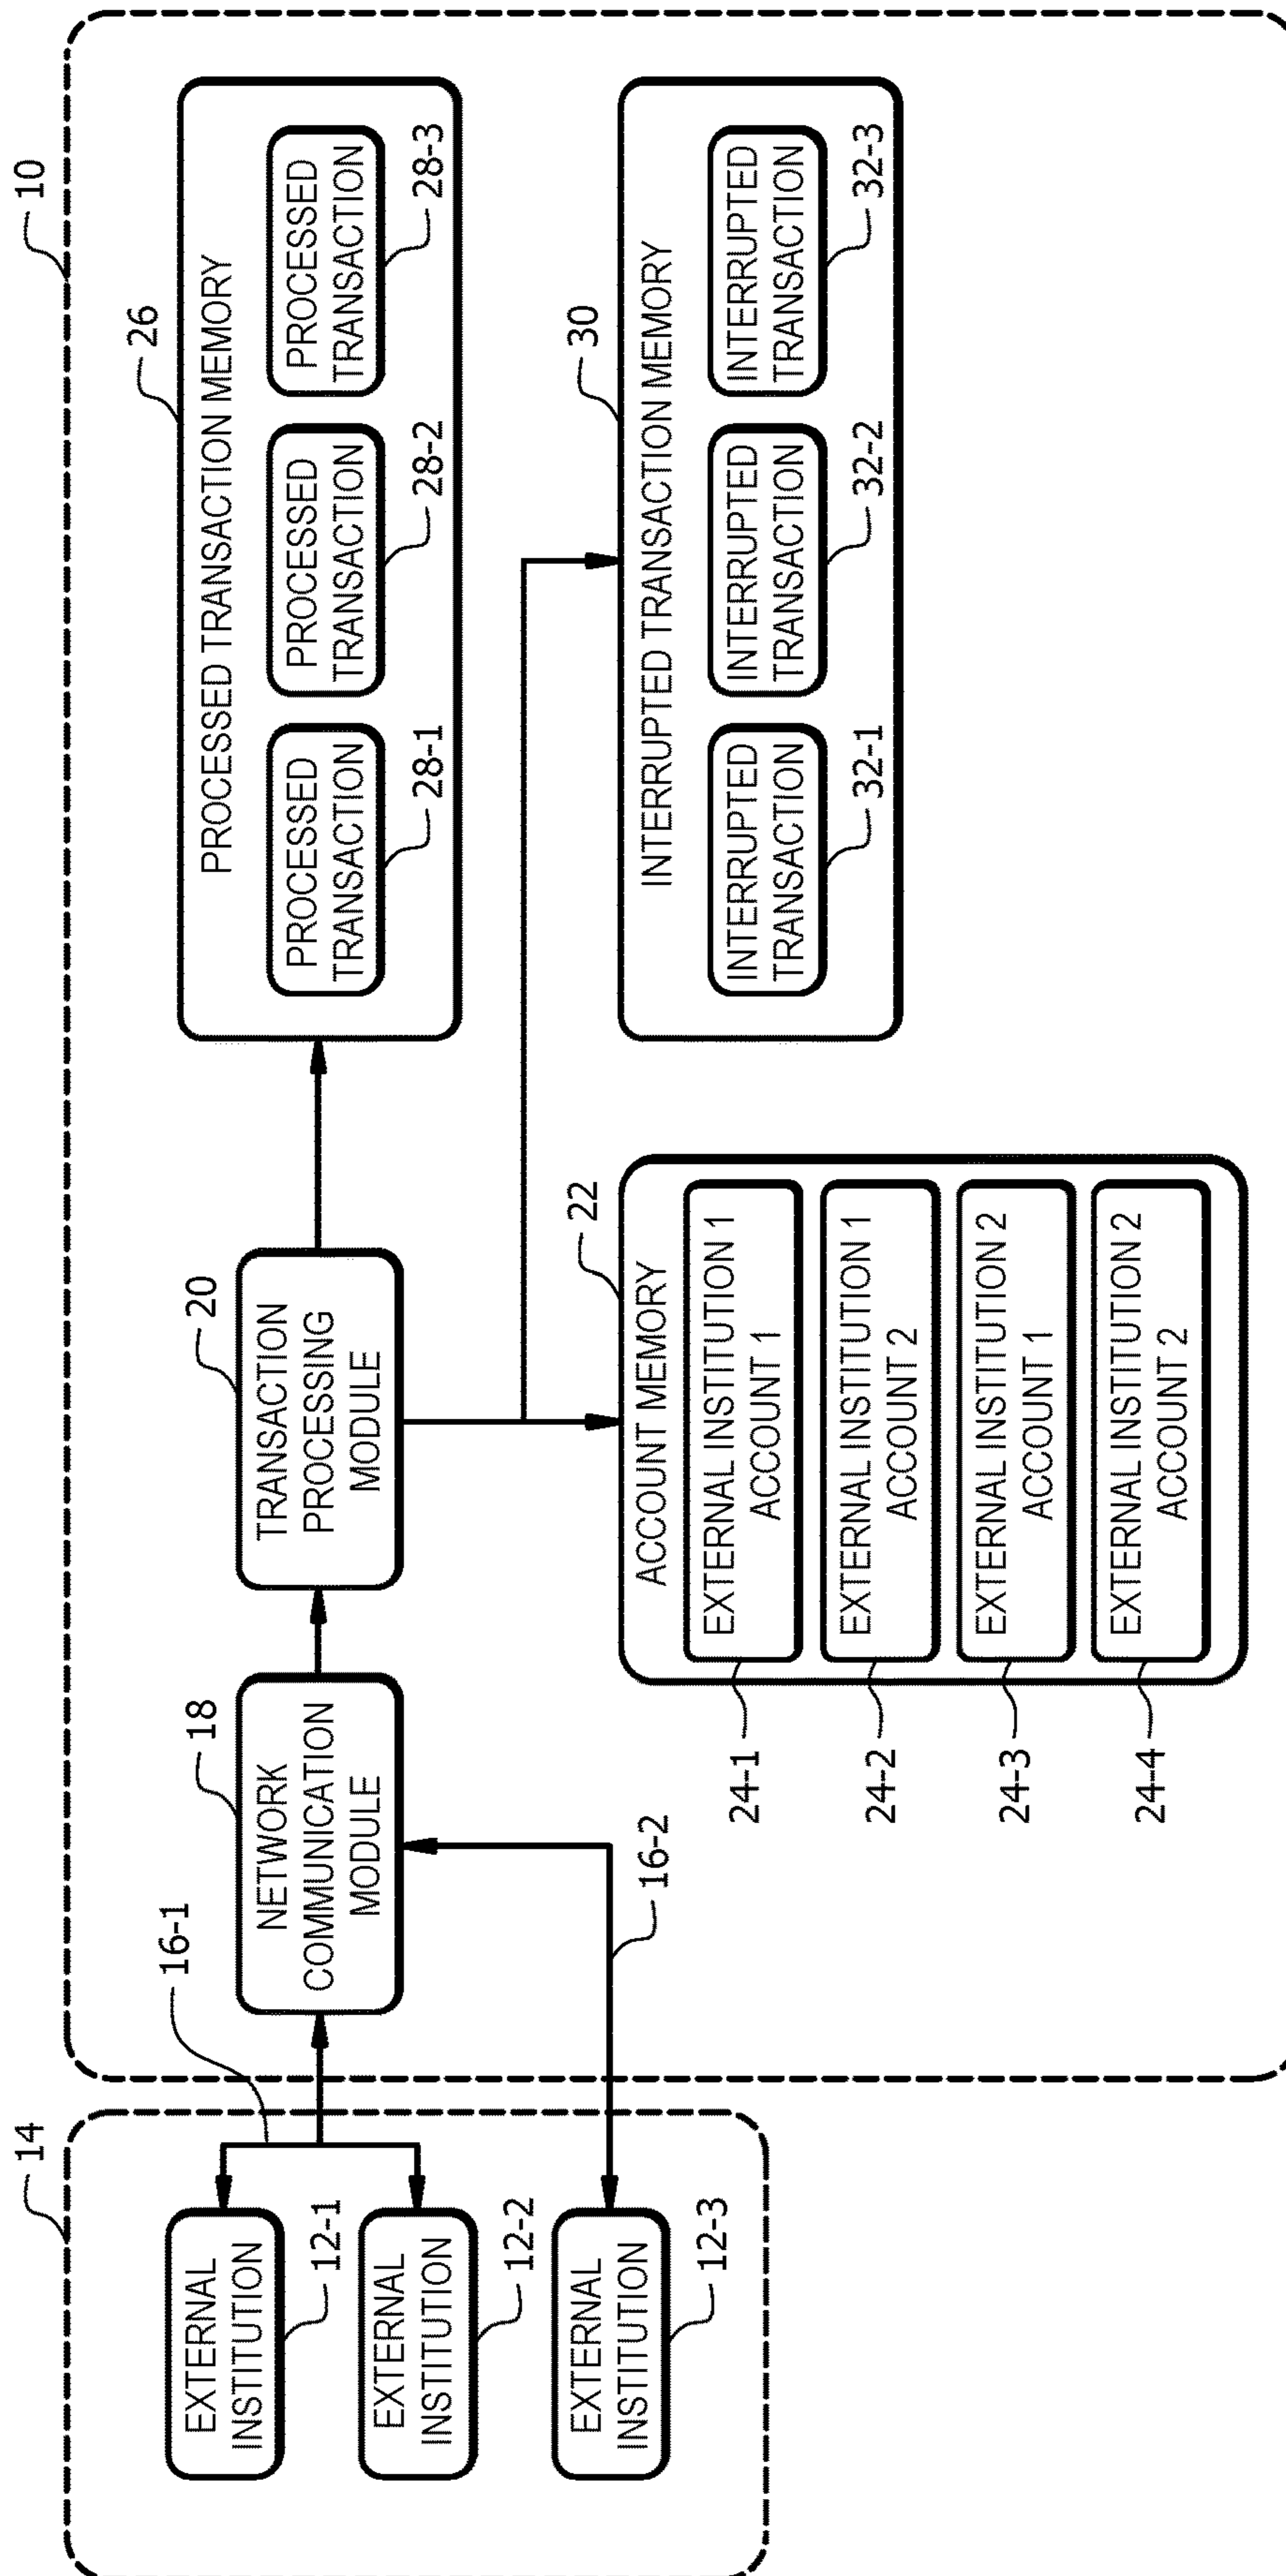 14
EXTERNAL
INSTITUTION
12-1
EXTERNAL
INSTITUTION
12-2
EXTERNAL
INSTITUTION
12-3
16-1
16-2
10
NETWORK
COMMUNICATION
MODULE
18
TRANSACTION
PROCESSING
MODULE
20
ACCOUNT MEMORY
22
EXTERNAL INSTITUTION 1
ACCOUNT 1
24-1
EXTERNAL INSTITUTION 1
ACCOUNT 2
24-2
EXTERNAL INSTITUTION 2
ACCOUNT 1
24-3
EXTERNAL INSTITUTION 2
ACCOUNT 2
24-4
26
PROCESSED TRANSACTION MEMORY
PROCESSED
TRANSACTION
28-1
PROCESSED
TRANSACTION
28-2
PROCESSED
TRANSACTION
28-3
30
INTERRUPTED TRANSACTION MEMORY
INTERRUPTED
TRANSACTION
32-1
INTERRUPTED
TRANSACTION
32-2
INTERRUPTED
TRANSACTION
32-3